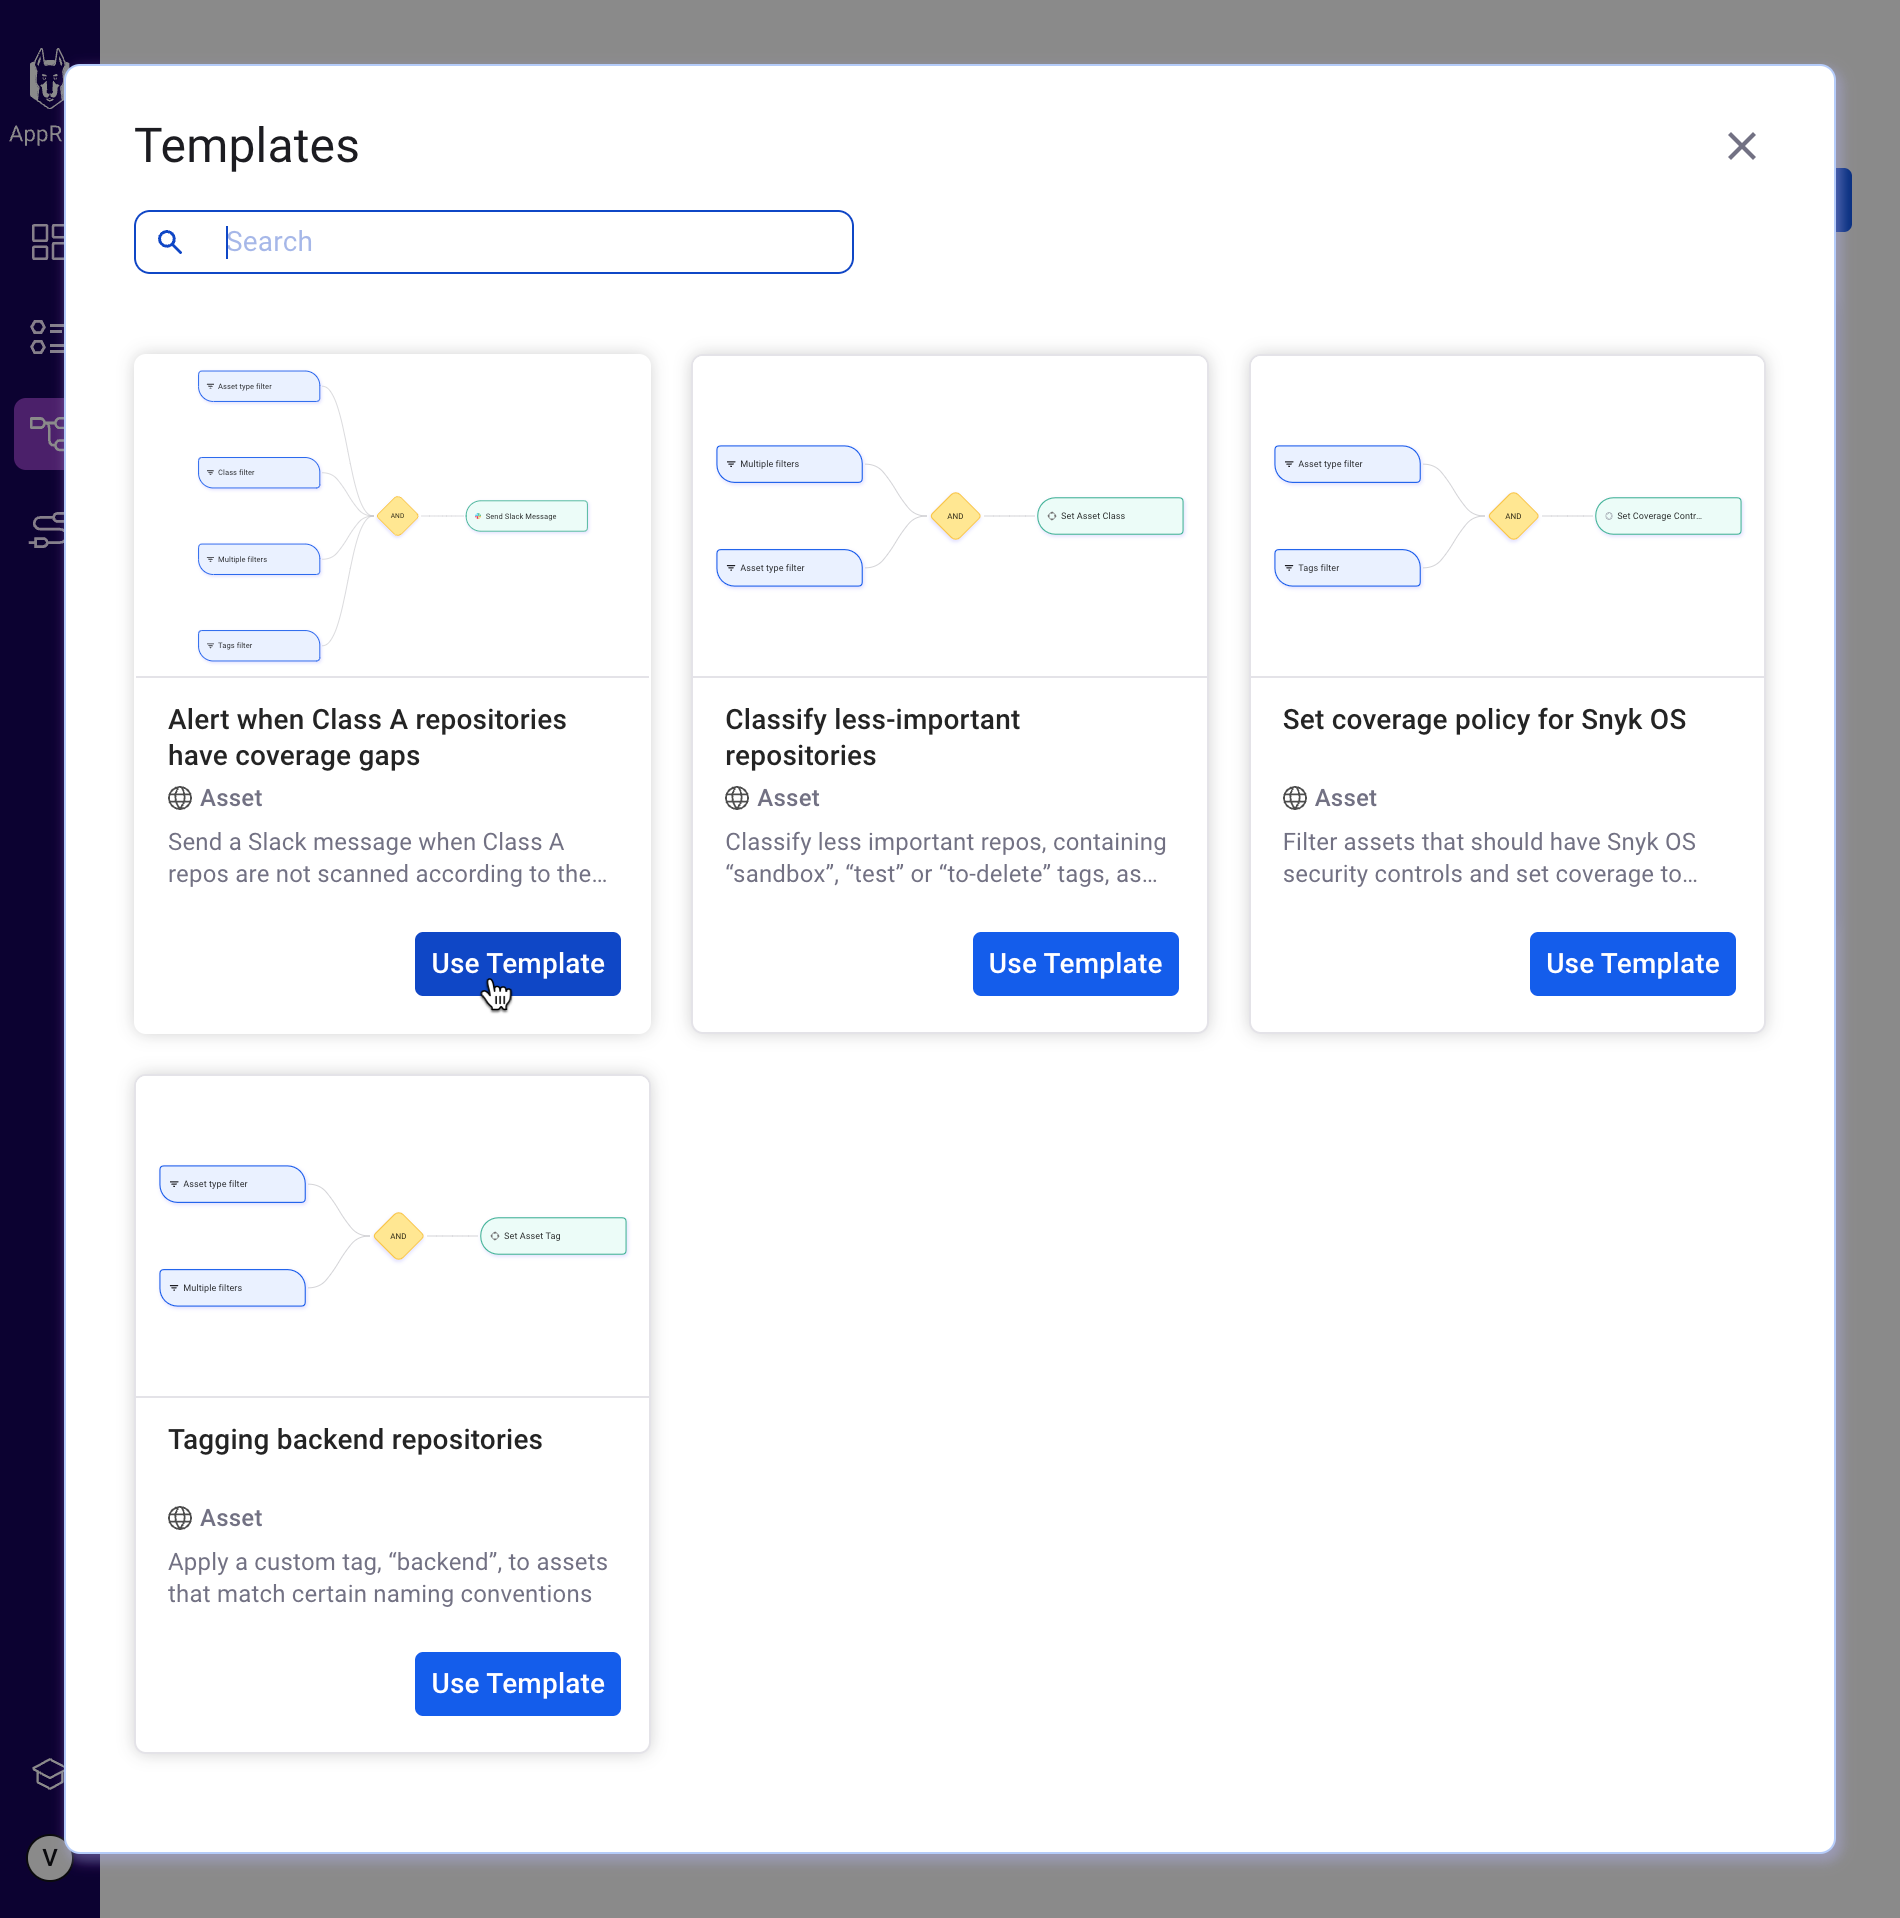 AppR
Templates
Search
Asset type filter
Class filter
Multiple filters
Tags filter
AND
Send Slack Message
Alert when Class A repositories
have coverage gaps
Asset
Send a Slack message when Class A
repos are not scanned according to the…
Use Template
Multiple filters
Asset type filter
AND
Set Asset Class
Classify less-important
repositories
Asset
Classify less important repos, containing
“sandbox”, “test” or “to-delete” tags, as…
Use Template
Asset type filter
Tags filter
AND
Set Coverage Contr…
Set coverage policy for Snyk OS
Asset
Filter assets that should have Snyk OS
security controls and set coverage to…
Use Template
Asset type filter
Multiple filters
AND
Set Asset Tag
Tagging backend repositories
Asset
Apply a custom tag, “backend”, to assets
that match certain naming conventions
Use Template
V